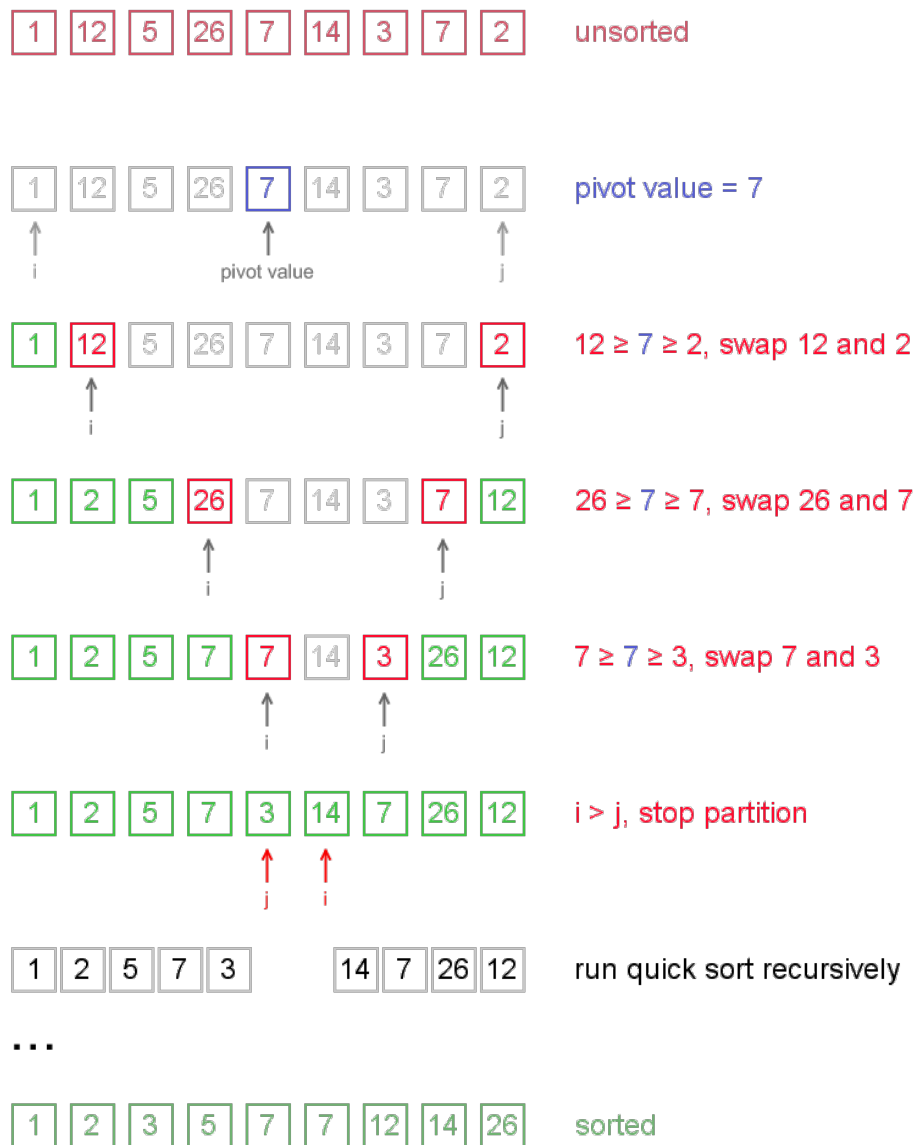 1 12 5 26 7 14 3 7 2 unsorted
1 12 5 26 7 14 3 7 2 pivot value = 7
i pivot value j
1 12 5 26 7 14 3 7 2 12 ≥ 7 ≥ 2, swap 12 and 2
i j
1 2 5 26 7 14 3 7 12 26 ≥ 7 ≥ 7, swap 26 and 7
i j
1 2 5 7 7 14 3 26 12 7 ≥ 7 ≥ 3, swap 7 and 3
i j
1 2 5 7 3 14 7 26 12 i > j, stop partition
j i
1 2 5 7 3 14 7 26 12 run quick sort recursively
...
1 2 3 5 7 7 12 14 26 sorted